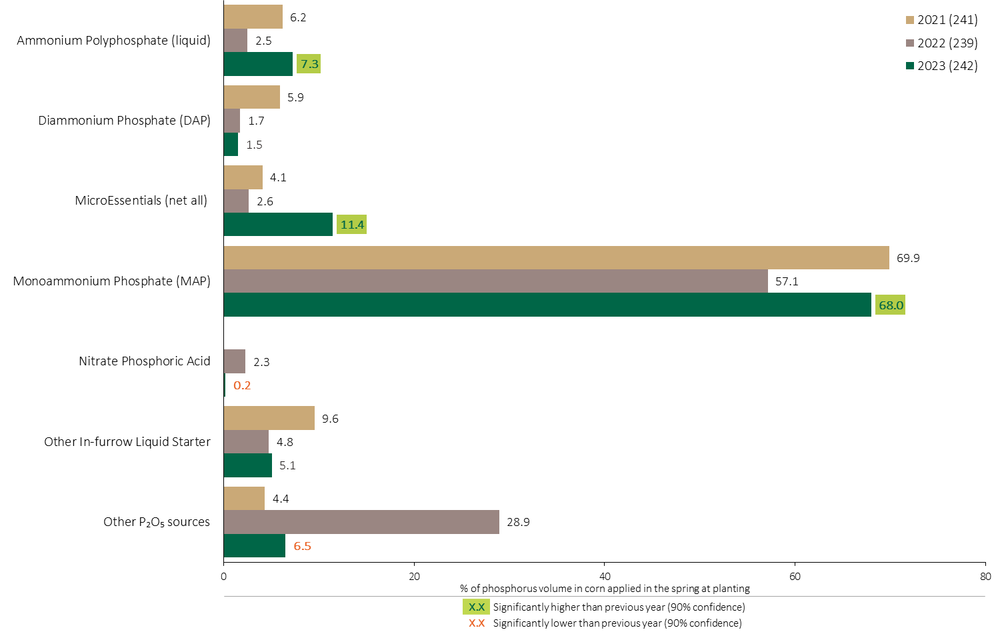 2021 (241)
2022 (239)
2023 (242)
Ammonium Polyphosphate (liquid)
6.2
2.5
7.3
Diammonium Phosphate (DAP)
5.9
1.7
1.5
MicroEssentials (net all)
4.1
2.6
11.4
Monoammonium Phosphate (MAP)
69.9
57.1
68.0
Nitrate Phosphoric Acid
2.3
0.2
Other In-furrow Liquid Starter
9.6
4.8
5.1
Other P₂O₅ sources
4.4
28.9
6.5
0 20 40 60 80
% of phosphorus volume in corn applied in the spring at planting
X.X Significantly higher than previous year (90% confidence)
X.X Significantly lower than previous year (90% confidence)